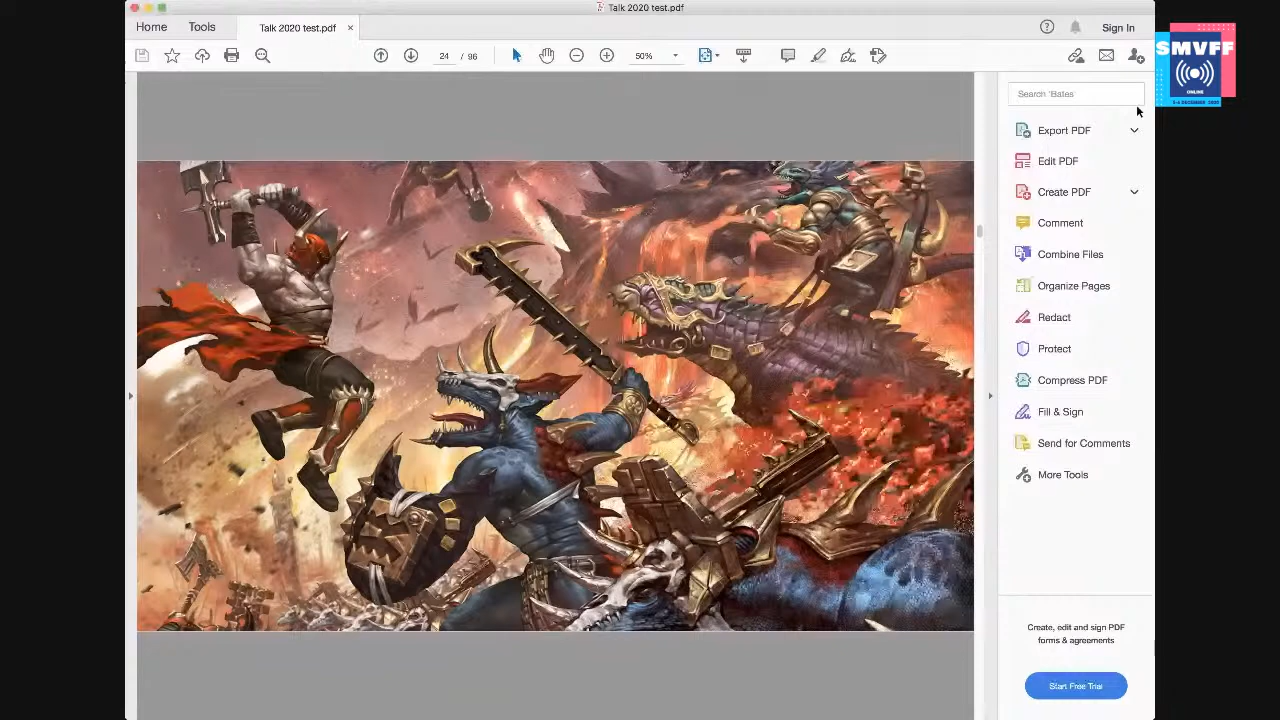 Talk 2020 test.pdf
Home
Tools
Talk 2020 test.pdf
Sign In
24 / 96
50%
SMVFF
ONLINE
Search 'Bates'
Export PDF
Edit PDF
Create PDF
Comment
Combine Files
Organize Pages
Redact
Protect
Compress PDF
Fill & Sign
Send for Comments
More Tools
Create, edit and sign PDF
forms & agreements
Start Free Trial